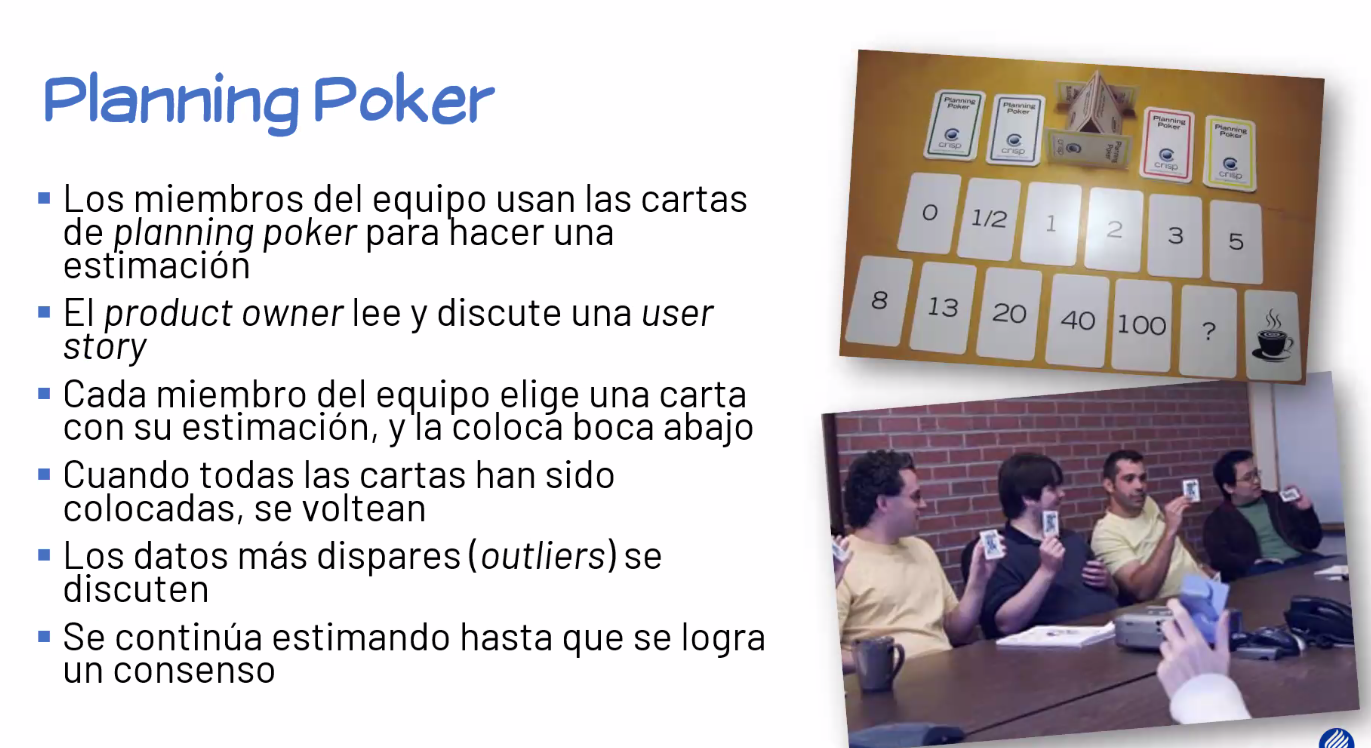 Planning Poker
Los miembros del equipo usan las cartas
de planning poker para hacer una
estimación
El product owner lee y discute una user
story
Cada miembro del equipo elige una carta
con su estimación, y la coloca boca abajo
Cuando todas las cartas han sido
colocadas, se voltean
Los datos más dispares (outliers) se
discuten
Se continúa estimando hasta que se logra
un consenso
Planning
Poker
crisp
Planning
Poker
crisp
Planning
Poker
Planning
Poker
crisp
Planning
Poker
crisp
0 1/2 1 2 3 5
8 13 20 40 100 ?